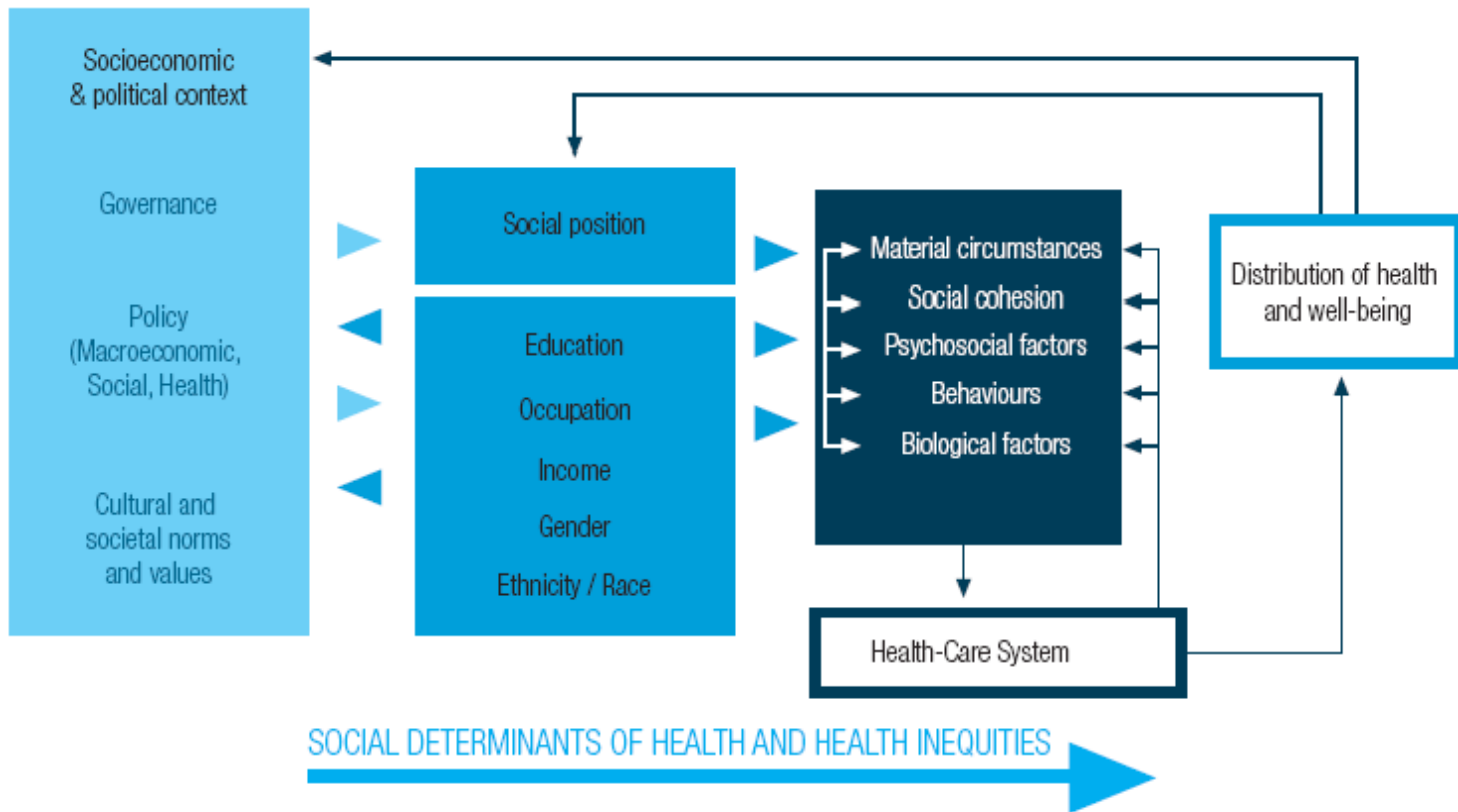 Socioeconomic
& political context
Governance
Policy
(Macroeconomic,
Social, Health)
Cultural and
societal norms
and values
Social position
Education
Occupation
Income
Gender
Ethnicity / Race
Material circumstances
Social cohesion
Psychosocial factors
Behaviours
Biological factors
Health-Care System
Distribution of health
and well-being
SOCIAL DETERMINANTS OF HEALTH AND HEALTH INEQUITIES